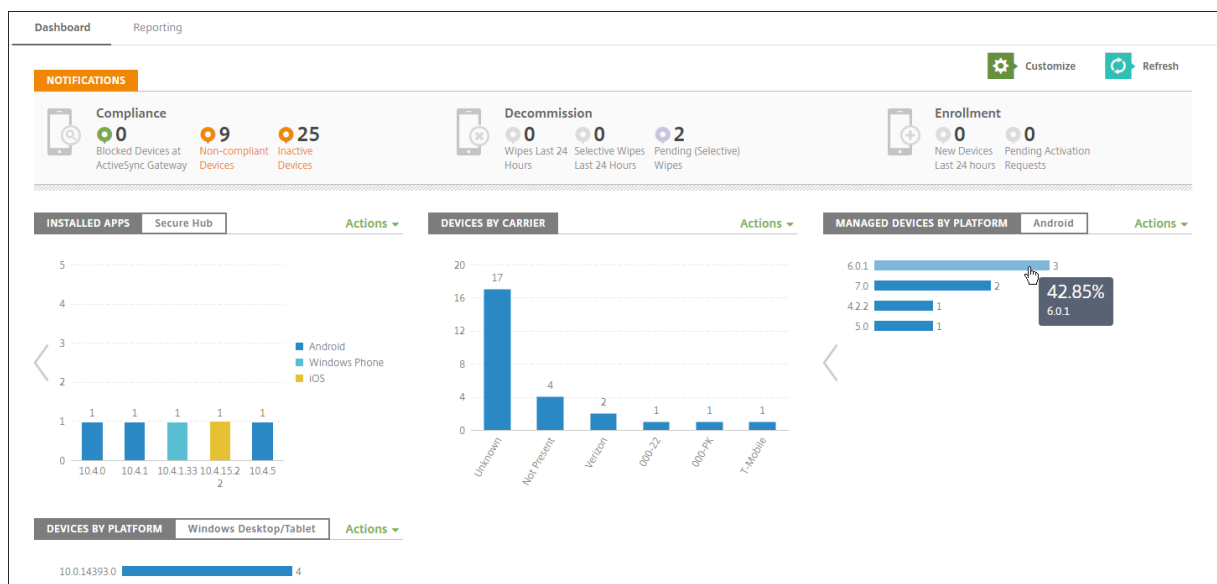 Dashboard Reporting
Customize Refresh
NOTIFICATIONS
Compliance
0 9 25
Blocked Devices at Non-compliant Inactive
ActiveSync Gateway Devices Devices
Decommission
0 0 2
Wipes Last 24 Selective Wipes Pending (Selective)
Hours Last 24 Hours Wipes
Enrollment
0 0
New Devices Pending Activation
Last 24 hours Requests
INSTALLED APPS Secure Hub Actions
5
4
3
2
1
0
1 1 1 1 1
10.4.0 10.4.1 10.4.1.33 10.4.15.2 10.4.5
2
Android
Windows Phone
iOS
DEVICES BY CARRIER Actions
20
16
12
8
4
0
17
4
2
1
1
1
Unknown
Not Present
Verizon
000-22
000-PK
T-Mobile
MANAGED DEVICES BY PLATFORM Android Actions
6.0.1 3
7.0 2
4.2.2 1
5.0 1
42.85%
6.0.1
DEVICES BY PLATFORM Windows Desktop/Tablet Actions
10.0.14393.0 4